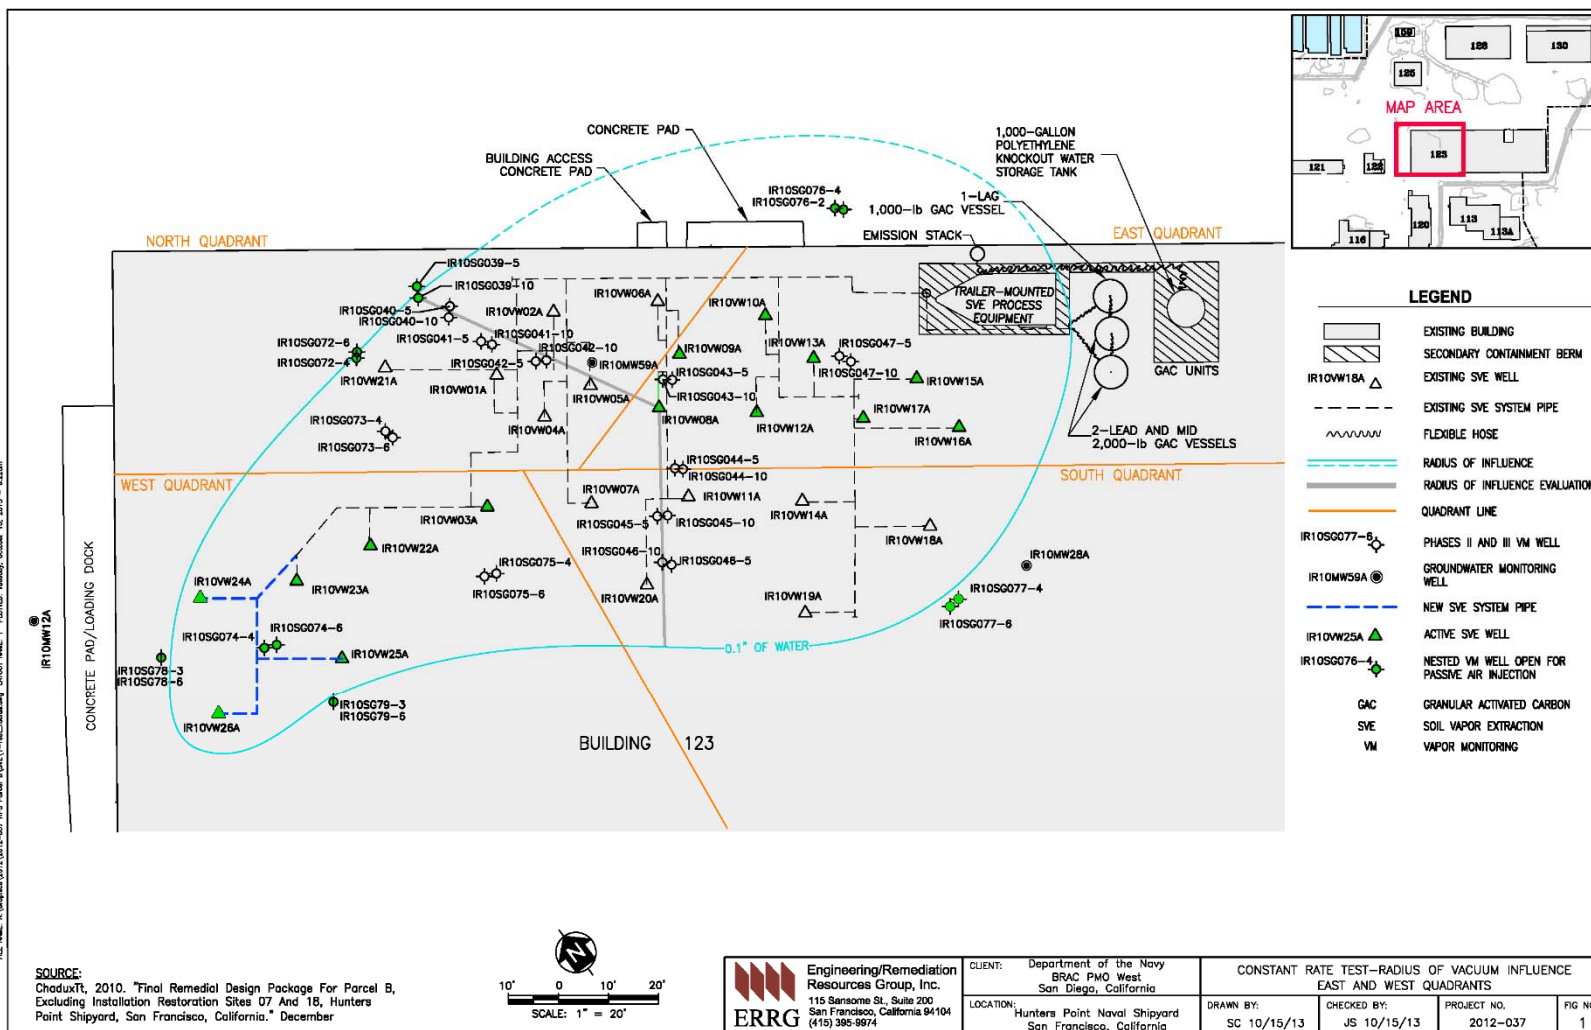 159
128
130
125
MAP AREA
123
121
122
120
113
113A
116
CONCRETE PAD
BUILDING ACCESS
CONCRETE PAD
1,000-GALLON
POLYETHYLENE
KNOCKOUT WATER
STORAGE TANK
IR10SG076-4
IR10SG076-2
1-LAG
1,000-lb GAC VESSEL
EMISSION STACK
NORTH QUADRANT
EAST QUADRANT
IR10SG039-5
IR10SG039-10
IR10SG040-5
IR10SG040-10
IR10VW02A
IR10VW06A
IR10VW10A
TRAILER-MOUNTED
SVE PROCESS
EQUIPMENT
IR10SG041-5
IR10SG041-10
IR10SG042-10
IR10SG042-5
IR10SG072-6
IR10SG072-4
IR10VW21A
IR10VW01A
IR10MW59A
IR10VW05A
IR10VW04A
IR10VW09A
IR10VW13A
IR10SG047-5
IR10SG047-10
IR10SG043-5
IR10SG043-10
IR10VW08A
IR10VW12A
IR10VW15A
IR10VW17A
IR10VW16A
GAC UNITS
2-LEAD AND MID
2,000-lb GAC VESSELS
IR10SG073-4
IR10SG073-6
WEST QUADRANT
SOUTH QUADRANT
IR10SG044-5
IR10SG044-10
IR10VW07A
IR10VW11A
IR10VW14A
IR10VW18A
IR10VW03A
IR10SG045-5
IR10SG045-10
IR10VW22A
IR10SG046-10
IR10SG046-5
IR10MW28A
IR10SG075-4
IR10SG075-6
IR10VW24A
IR10VW23A
IR10VW20A
IR10VW19A
IR10SG077-4
IR10SG077-6
IR10SG074-4
IR10SG074-6
IR10VW25A
0.1" OF WATER
IR10SG78-3
IR10SG78-6
IR10VW26A
IR10SG79-3
IR10SG79-6
BUILDING 123
IR10MW12A
CONCRETE PAD/LOADING DOCK
LEGEND
EXISTING BUILDING
SECONDARY CONTAINMENT BERM
IR10VW18A EXISTING SVE WELL
EXISTING SVE SYSTEM PIPE
FLEXIBLE HOSE
RADIUS OF INFLUENCE
RADIUS OF INFLUENCE EVALUATION
QUADRANT LINE
IR10SG077-6 PHASES II AND III VM WELL
IR10MW59A GROUNDWATER MONITORING
WELL
NEW SVE SYSTEM PIPE
IR10VW25A ACTIVE SVE WELL
IR10SG076-4 NESTED VM WELL OPEN FOR
PASSIVE AIR INJECTION
GAC GRANULAR ACTIVATED CARBON
SVE SOIL VAPOR EXTRACTION
VM VAPOR MONITORING
SOURCE:
ChaduxTt, 2010. "Final Remedial Design Package For Parcel B,
Excluding Installation Restoration Sites 07 And 18, Hunters
Point Shipyard, San Francisco, California." December
N
10' 0 10' 20'
SCALE: 1" = 20'
ERRG
Engineering/Remediation
Resources Group, Inc.
115 Sansome St., Suite 200
San Francisco, California 94104
(415) 395-9974
CLIENT: Department of the Navy
BRAC PMO West
San Diego, California
LOCATION: Hunters Point Naval Shipyard
San Francisco, California
CONSTANT RATE TEST-RADIUS OF VACUUM INFLUENCE
EAST AND WEST QUADRANTS
DRAWN BY:
SC 10/15/13
CHECKED BY:
JS 10/15/13
PROJECT NO.
2012-037
FIG NO
1